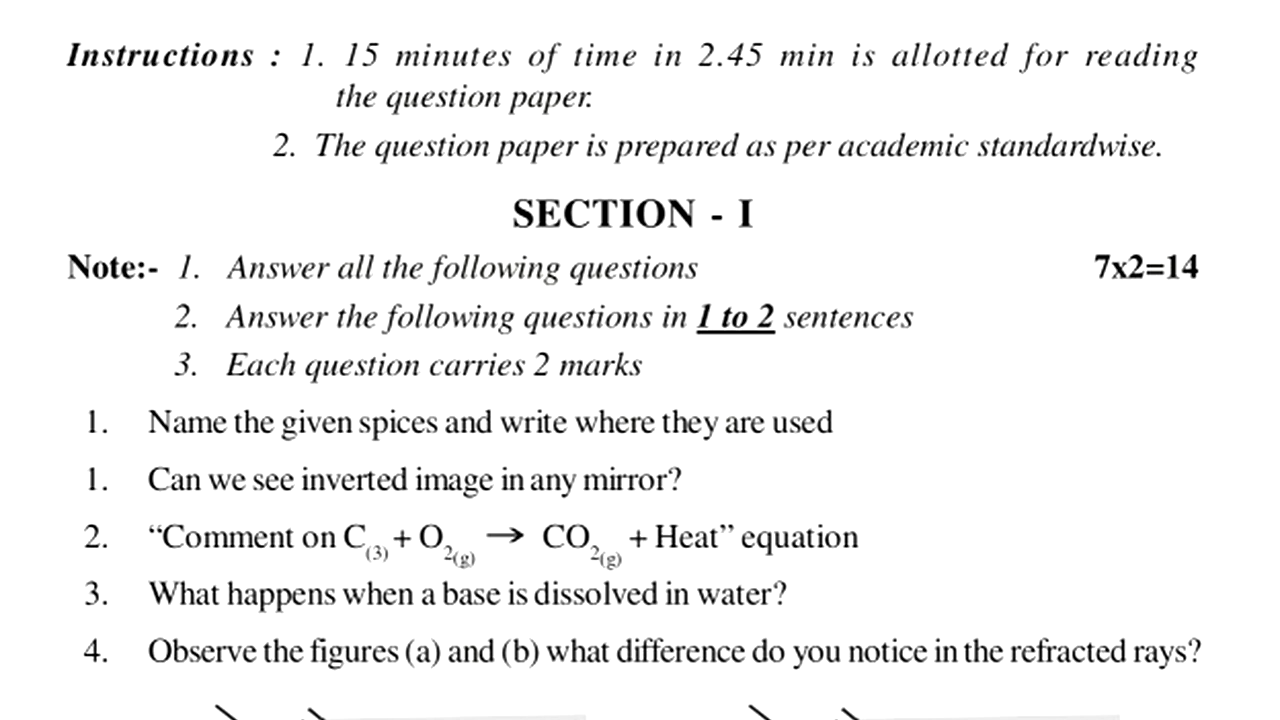 Instructions : 1. 15 minutes of time in 2.45 min is allotted for reading
the question paper.
2. The question paper is prepared as per academic standardwise.
SECTION - I
Note:- 1. Answer all the following questions 7x2=14
2. Answer the following questions in 1 to 2 sentences
3. Each question carries 2 marks
1. Name the given spices and write where they are used
1. Can we see inverted image in any mirror?
2. “Comment on C(3) + O2(g) → CO2(g) + Heat” equation
3. What happens when a base is dissolved in water?
4. Observe the figures (a) and (b) what difference do you notice in the refracted rays?